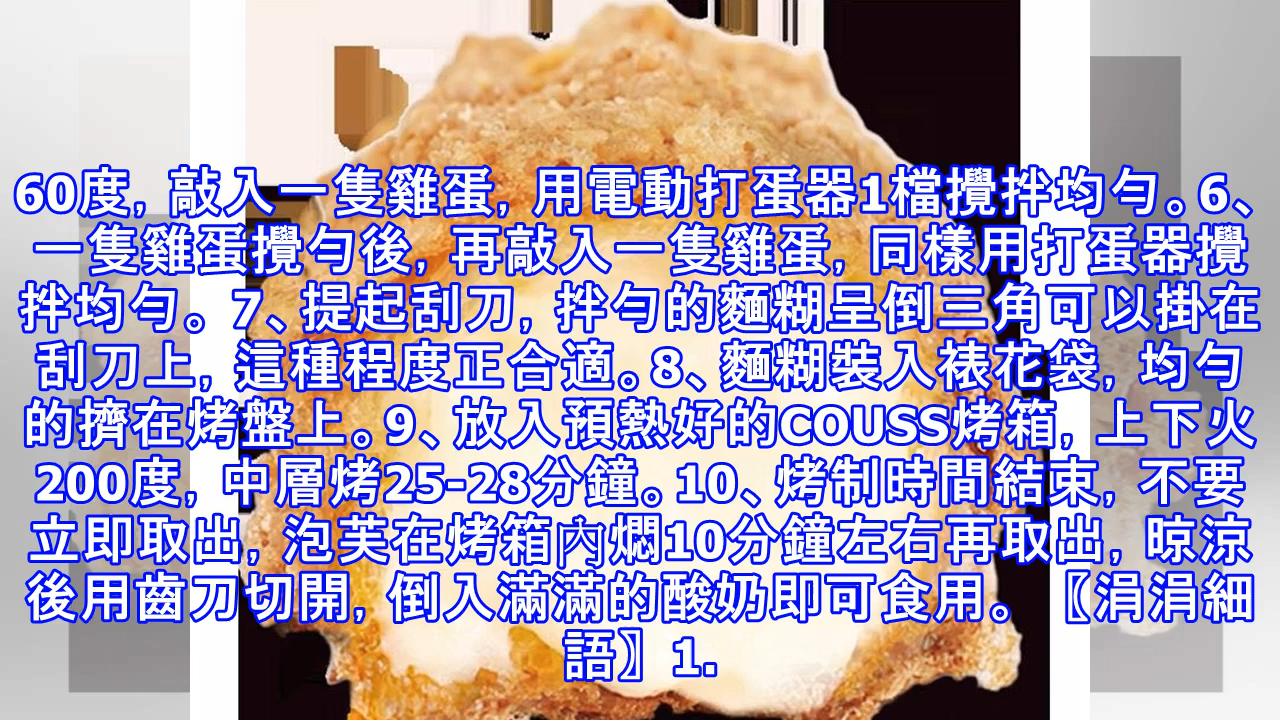 60度, 敲入一隻雞蛋, 用電動打蛋器1檔攪拌均勻。6、
一隻雞蛋攪勻後, 再敲入一隻雞蛋, 同樣用打蛋器攪
拌均勻。 7、提起刮刀, 拌勻的麵糊呈倒三角可以掛在
刮刀上, 這種程度正合適。8、麵糊裝入裱花袋, 均勻
的擠在烤盤上。9、放入預熱好的COUSS烤箱, 上下火
200度, 中層烤25-28分鐘。10、烤制時間結束, 不要
立即取出, 泡芙在烤箱內燜10分鐘左右再取出, 晾涼
後用齒刀切開, 倒入滿滿的酸奶即可食用。 〖涓涓細
語〗1.